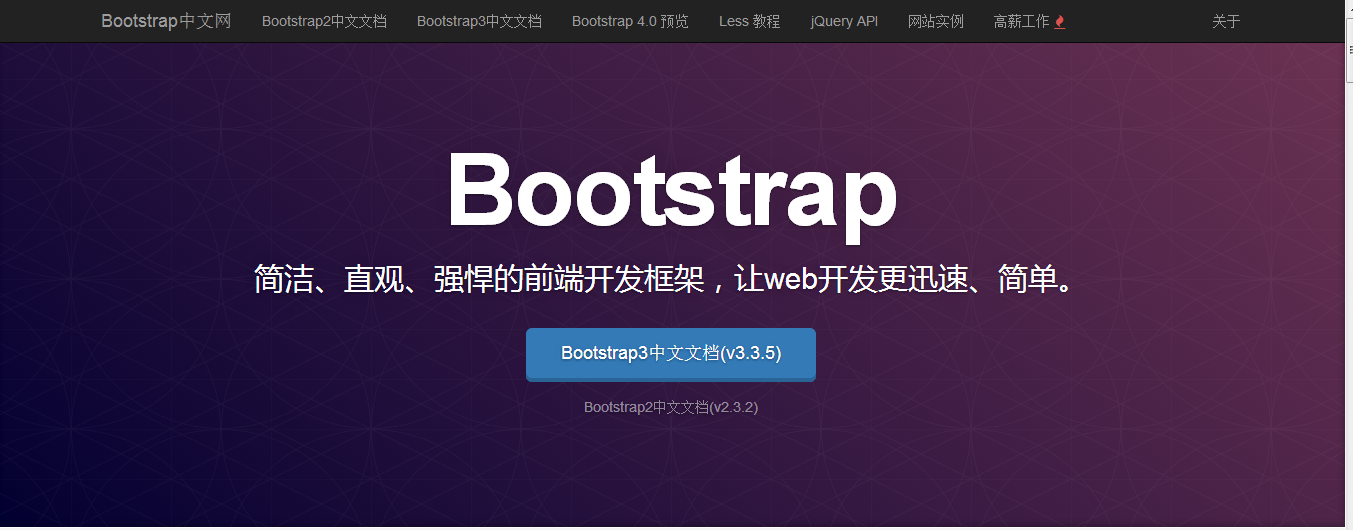 Bootstrap中文网 Bootstrap2中文文档 Bootstrap3中文文档 Bootstrap 4.0 预览 Less 教程 jQuery API 网站实例 高薪工作 关于
Bootstrap
简洁、直观、强悍的前端开发框架，让web开发更迅速、简单。
Bootstrap3中文文档(v3.3.5)
Bootstrap2中文文档(v2.3.2)